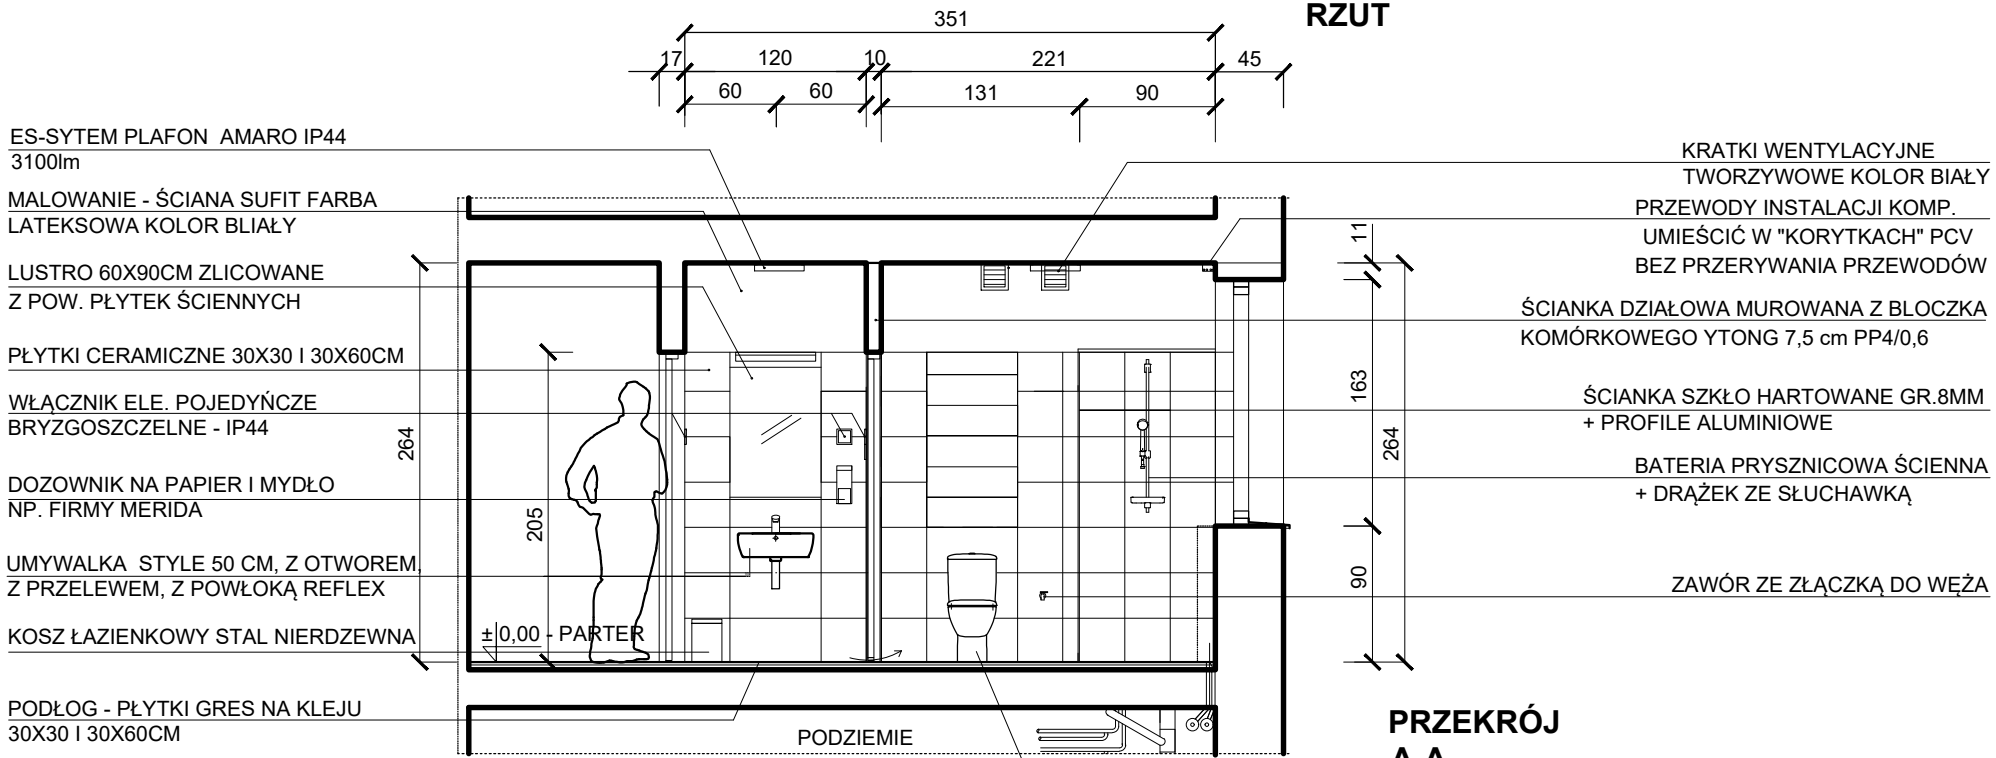 RZUT
351
17 120 10 221 45
60 60 131 90
ES-SYTEM PLAFON AMARO IP44
3100lm
MALOWANIE - ŚCIANA SUFIT FARBA
LATEKSOWA KOLOR BLIAŁY
LUSTRO 60X90CM ZLICOWANE
Z POW. PŁYTEK ŚCIENNYCH
PŁYTKI CERAMICZNE 30X30 I 30X60CM
WŁĄCZNIK ELE. POJEDYŃCZE
BRYZGOSZCZELNE - IP44
DOZOWNIK NA PAPIER I MYDŁO
NP. FIRMY MERIDA
UMYWALKA STYLE 50 CM, Z OTWOREM,
Z PRZELEWEM, Z POWŁOKĄ REFLEX
KOSZ ŁAZIENKOWY STAL NIERDZEWNA
PODŁOG - PŁYTKI GRES NA KLEJU
30X30 I 30X60CM
264
205
±0,00 - PARTER
PODZIEMIE
11
163
90
264
KRATKI WENTYLACYJNE
TWORZYWOWE KOLOR BIAŁY
PRZEWODY INSTALACJI KOMP.
UMIEŚCIĆ W "KORYTKACH" PCV
BEZ PRZERYWANIA PRZEWODÓW
ŚCIANKA DZIAŁOWA MUROWANA Z BLOCZKA
KOMÓRKOWEGO YTONG 7,5 cm PP4/0,6
ŚCIANKA SZKŁO HARTOWANE GR.8MM
+ PROFILE ALUMINIOWE
BATERIA PRYSZNICOWA ŚCIENNA
+ DRĄŻEK ZE SŁUCHAWKĄ
ZAWÓR ZE ZŁĄCZKĄ DO WĘŻA
PRZEKRÓJ
A-A